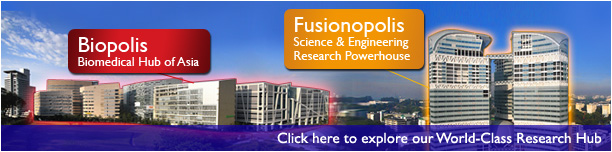 Biopolis
Biomedical Hub of Asia
Fusionopolis
Science & Engineering
Research Powerhouse
Click here to explore our World-Class Research Hub